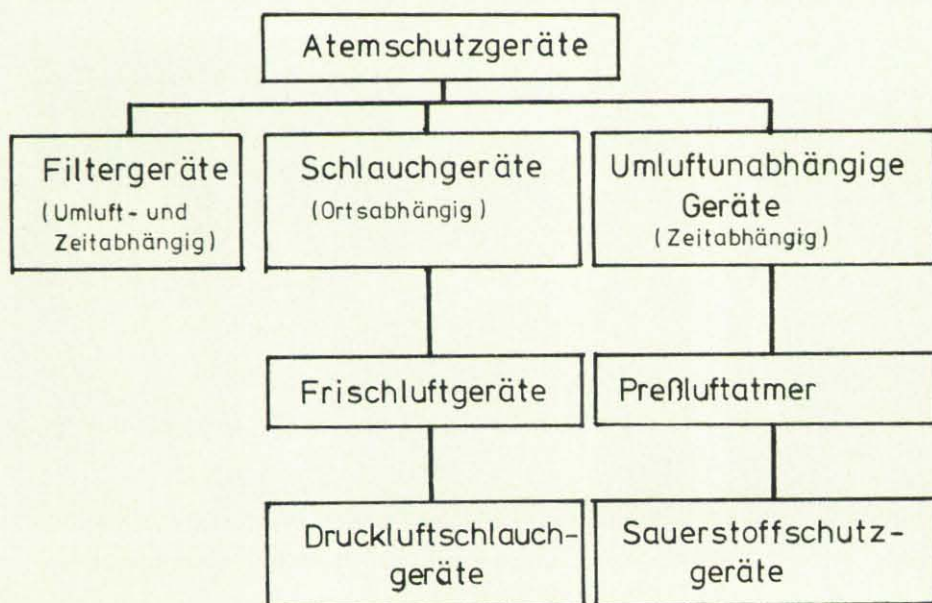 Atemschutzgeräte
Filtergeräte
(Umluft- und
Zeitabhängig)
Schlauchgeräte
(Ortsabhängig)
Umluftunabhängige
Geräte
(Zeitabhängig)
Frischluftgeräte
Preßluftatmer
Druckluftschlauch-
geräte
Sauerstoffschutz-
geräte